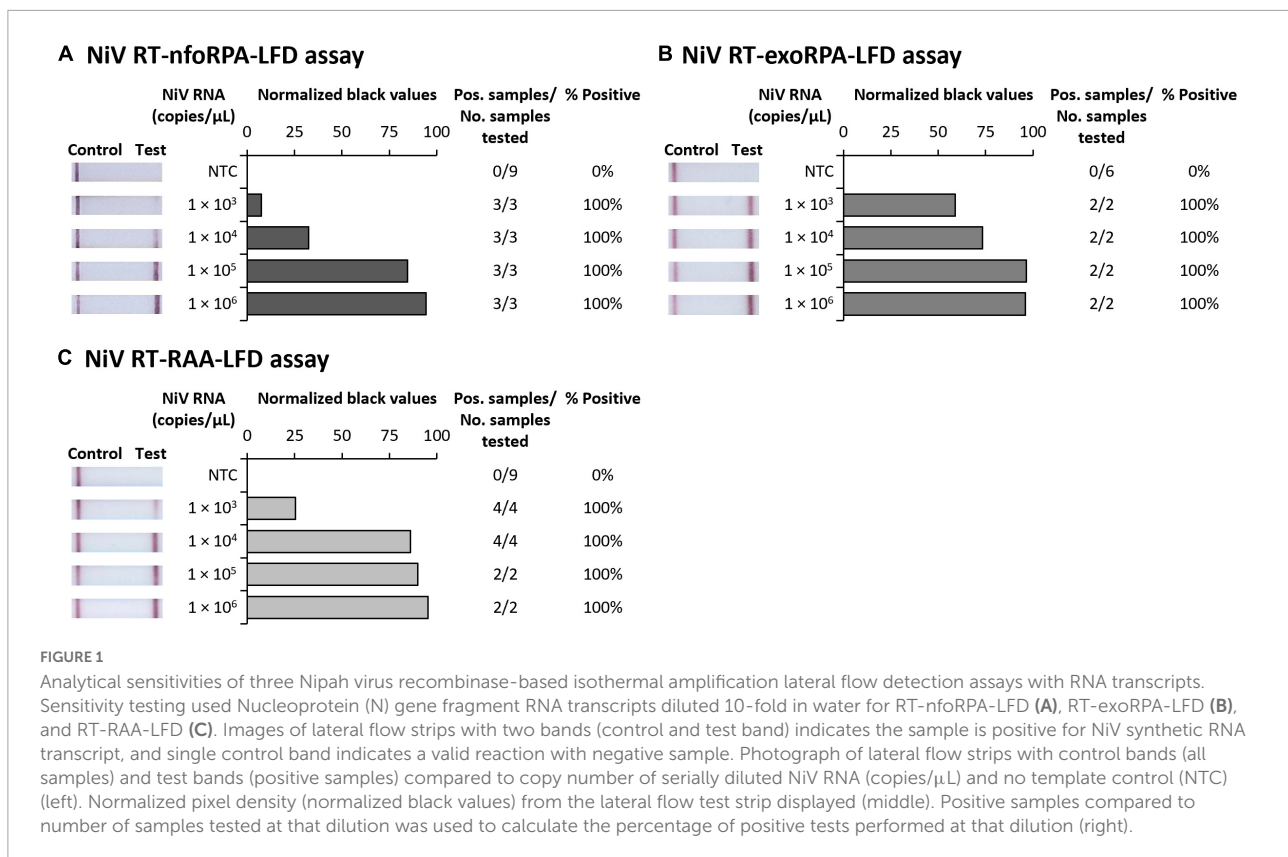 A NiV RT-nfoRPA-LFD assay
NiV RNA (copies/µL) Normalized black values Pos. samples/ No. samples tested % Positive
0 25 50 75 100
Control Test
NTC 0/9 0%
1 × 10³ 3/3 100%
1 × 10⁴ 3/3 100%
1 × 10⁵ 3/3 100%
1 × 10⁶ 3/3 100%
B NiV RT-exoRPA-LFD assay
NiV RNA (copies/µL) Normalized black values Pos. samples/ No. samples tested % Positive
0 25 50 75 100
Control Test
NTC 0/6 0%
1 × 10³ 2/2 100%
1 × 10⁴ 2/2 100%
1 × 10⁵ 2/2 100%
1 × 10⁶ 2/2 100%
C NiV RT-RAA-LFD assay
NiV RNA (copies/µL) Normalized black values Pos. samples/ No. samples tested % Positive
0 25 50 75 100
Control Test
NTC 0/9 0%
1 × 10³ 4/4 100%
1 × 10⁴ 4/4 100%
1 × 10⁵ 2/2 100%
1 × 10⁶ 2/2 100%
FIGURE 1
Analytical sensitivities of three Nipah virus recombinase-based isothermal amplification lateral flow detection assays with RNA transcripts.
Sensitivity testing used Nucleoprotein (N) gene fragment RNA transcripts diluted 10-fold in water for RT-nfoRPA-LFD (A), RT-exoRPA-LFD (B),
and RT-RAA-LFD (C). Images of lateral flow strips with two bands (control and test band) indicates the sample is positive for NiV synthetic RNA
transcript, and single control band indicates a valid reaction with negative sample. Photograph of lateral flow strips with control bands (all
samples) and test bands (positive samples) compared to copy number of serially diluted NiV RNA (copies/µL) and no template control (NTC)
(left). Normalized pixel density (normalized black values) from the lateral flow test strip displayed (middle). Positive samples compared to
number of samples tested at that dilution was used to calculate the percentage of positive tests performed at that dilution (right).